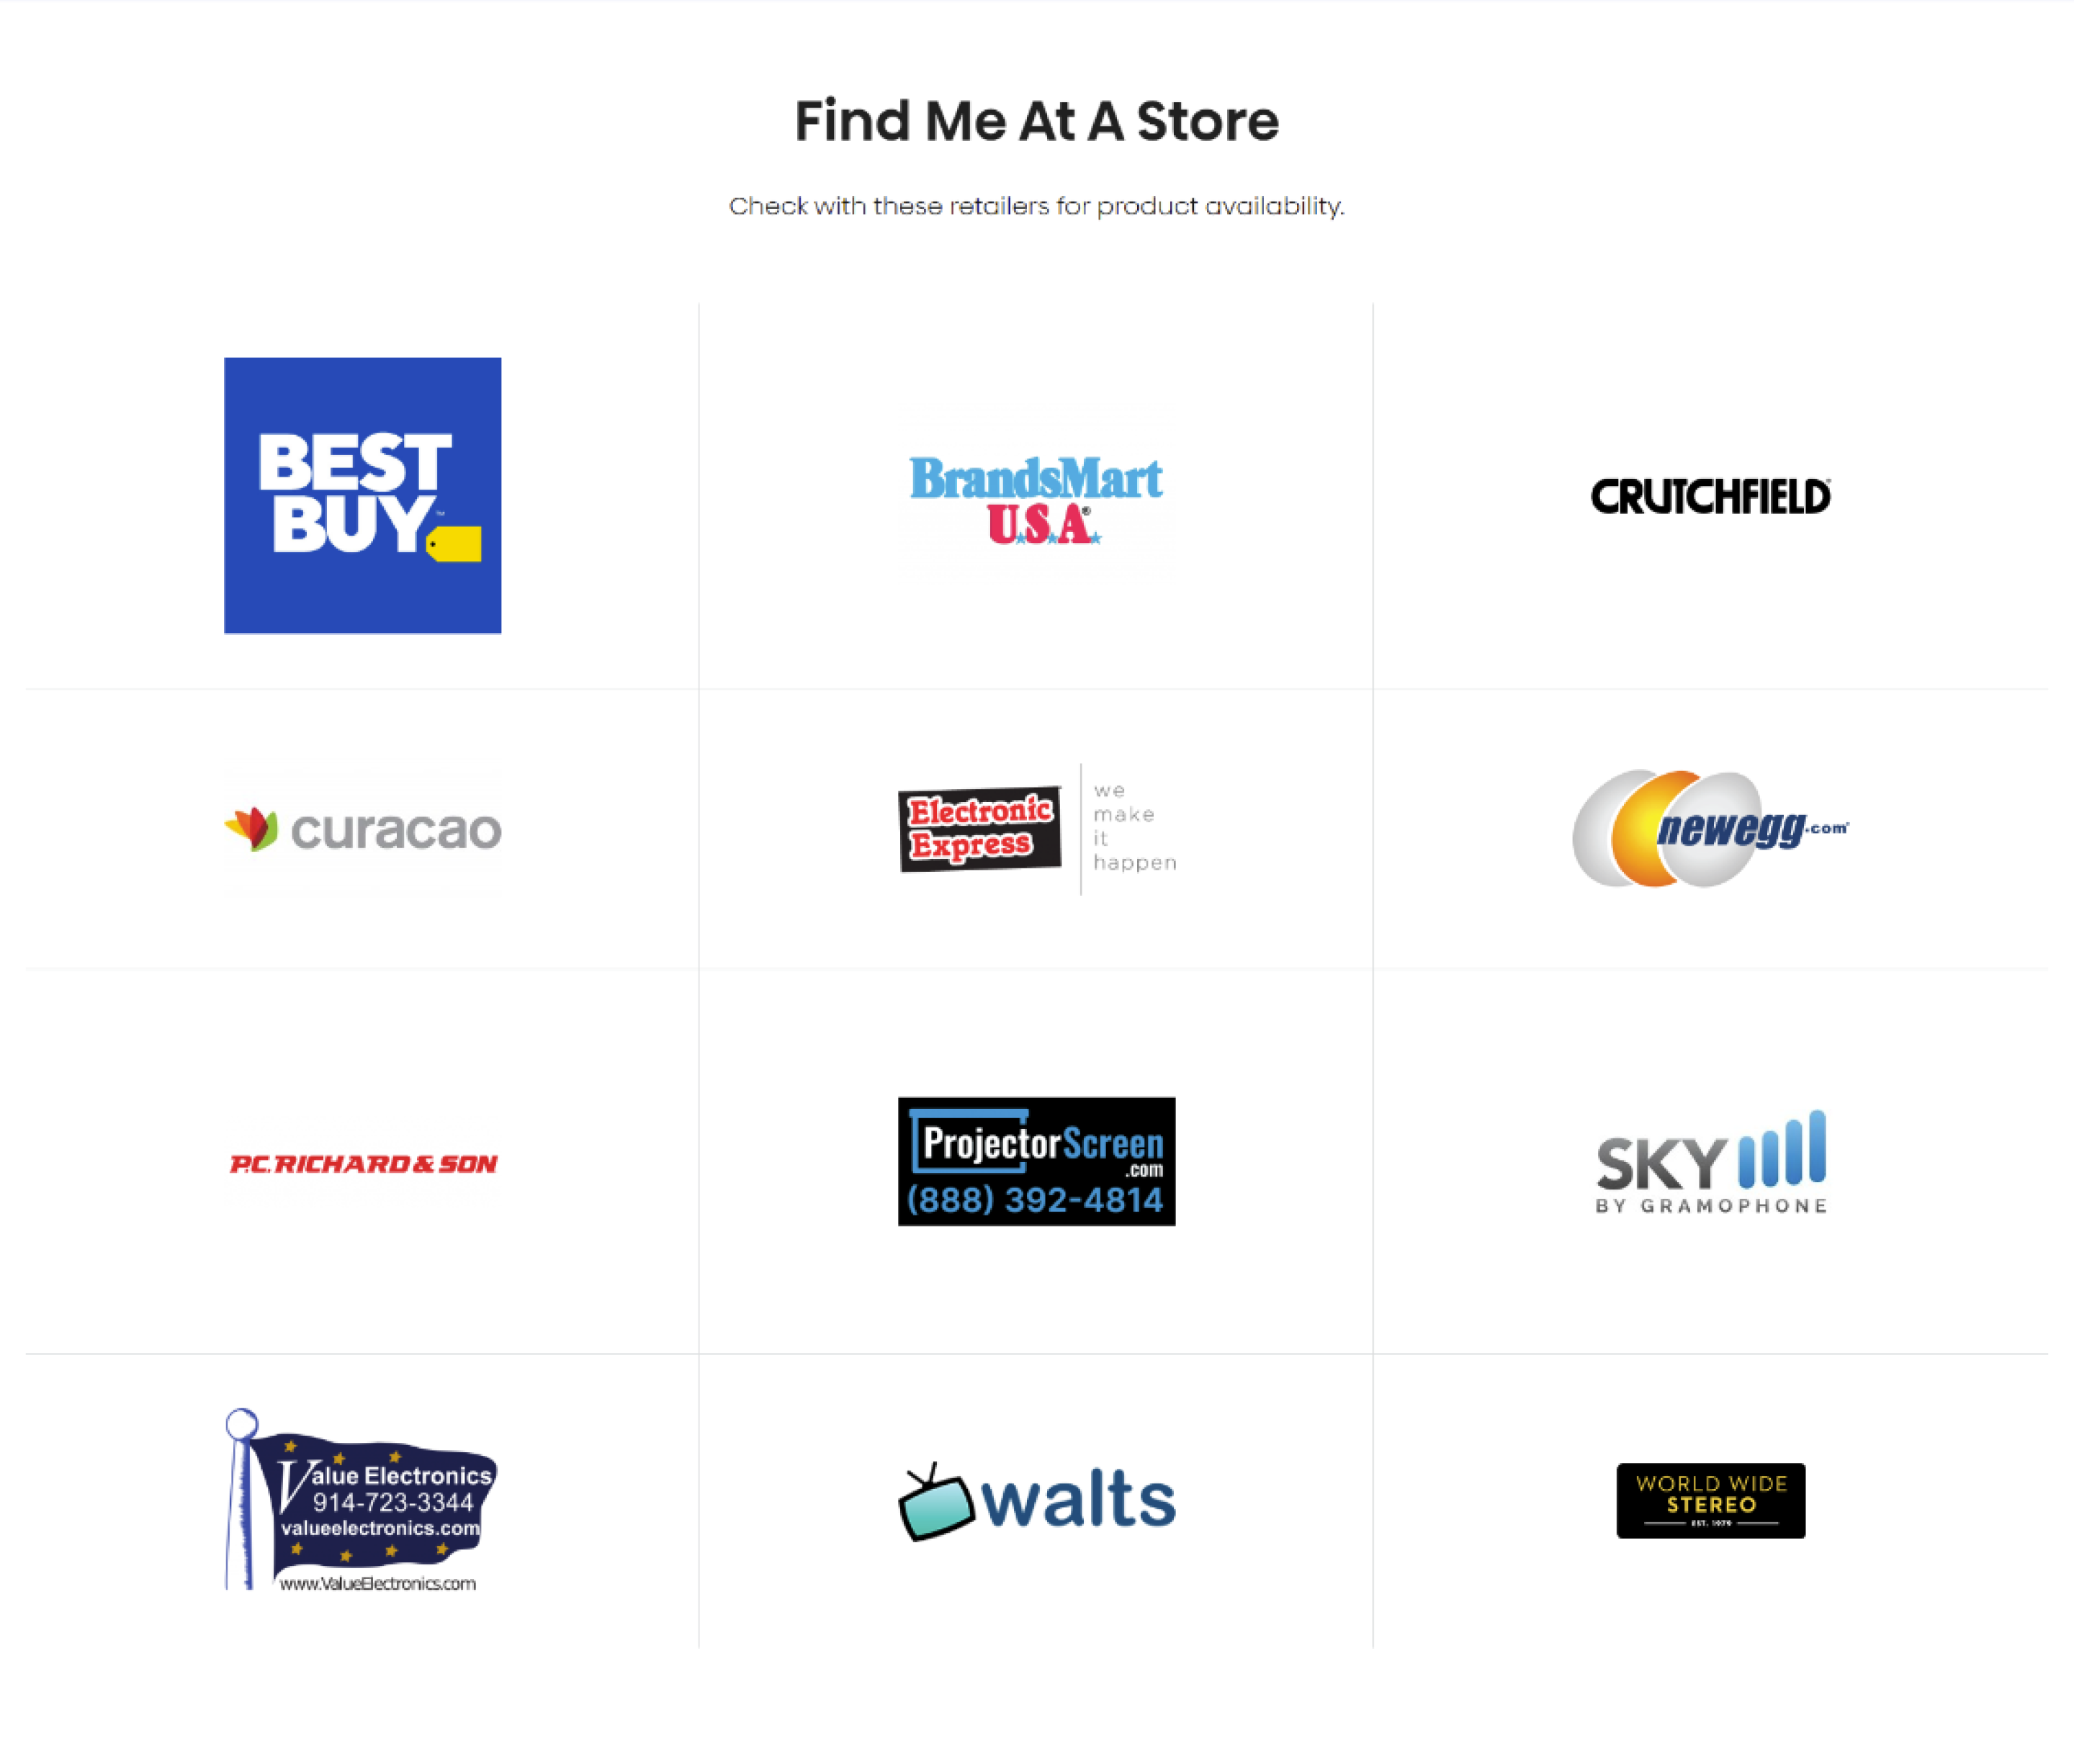 Find Me At A Store
Check with these retailers for product availability.
BEST
BUY™
BrandsMart
U.S.A.®
CRUTCHFIELD
curacao
Electronic
Express
we
make
it
happen
newegg.com®
P.C. RICHARD & SON
ProjectorScreen
.com
(888) 392-4814
SKY
BY GRAMOPHONE
Value Electronics
914-723-3344
valueelectronics.com
www.ValueElectronics.com
walts
WORLD WIDE
STEREO
EST. 1979